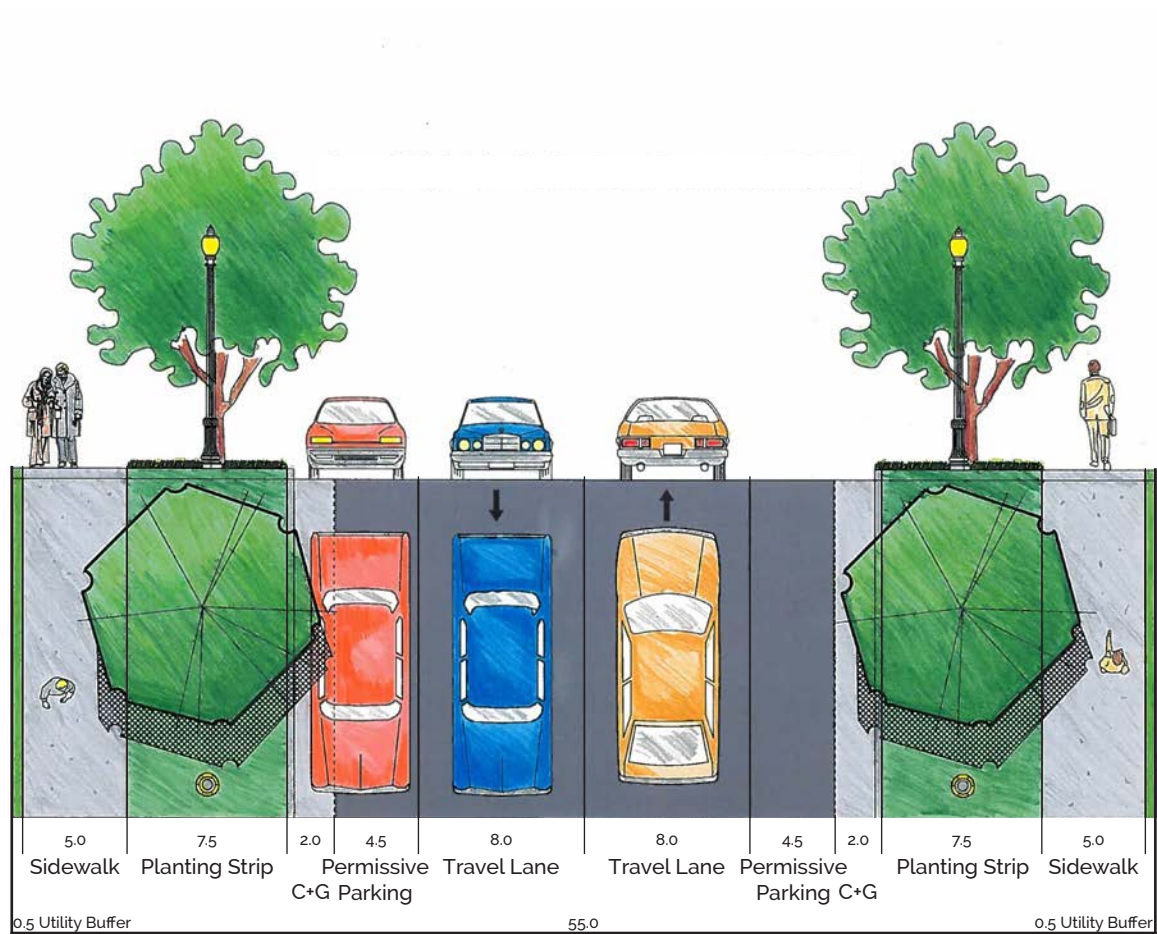 5.0 7.5 2.0 4.5 8.0 8.0 4.5 2.0 7.5 5.0
Sidewalk Planting Strip Permissive Travel Lane Travel Lane Permissive Planting Strip Sidewalk
C+G Parking Parking C+G
0.5 Utility Buffer 55.0 0.5 Utility Buffer